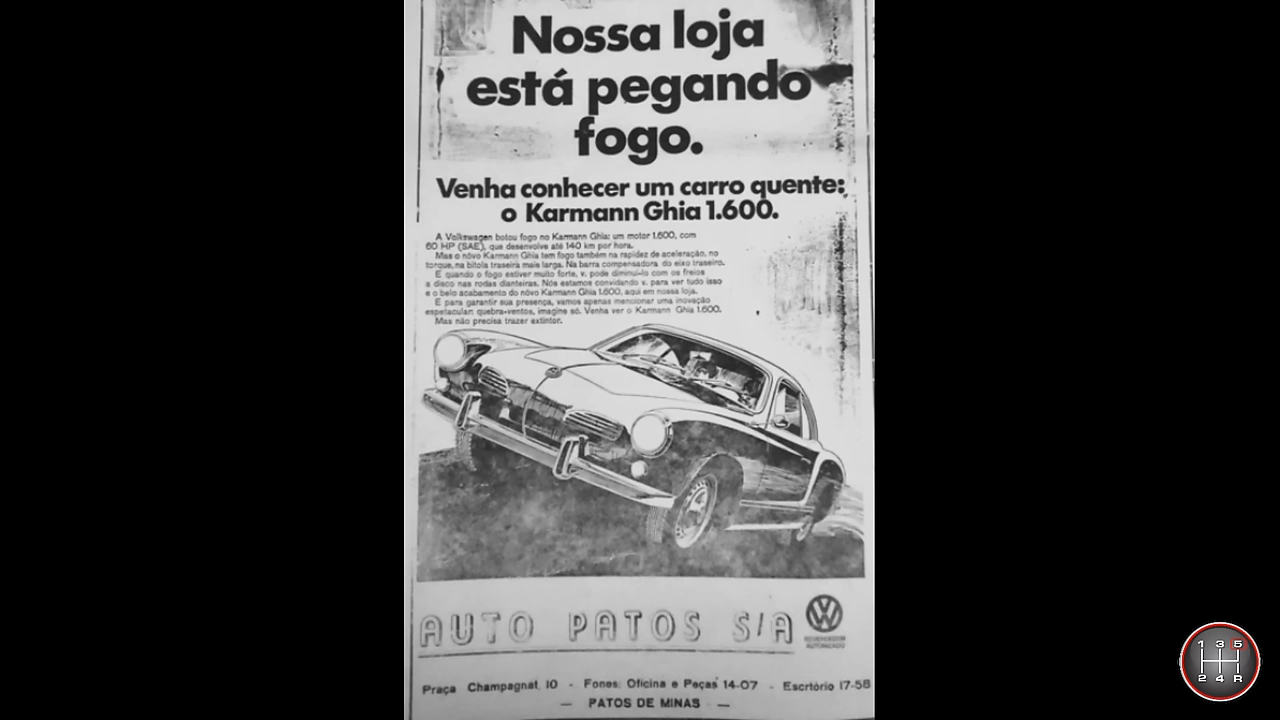 Nossa loja
está pegando
fogo.
Venha conhecer um carro quente:
o Karmann Ghia 1.600.
A Volkswagen botou fogo no Karmann Ghia: um motor 1.600, com
60 HP (SAE), que desenvolve até 140 km por hora.
Mas o nôvo Karmann Ghia tem fogo também na rapidez de aceleração, no
torque, na bitola traseira mais larga. Na barra compensadora do eixo traseiro.
E quando o fogo estiver muito forte, v. pode diminuí-lo com os freios
a disco nas rodas dianteiras. Nós estamos convidando v. para ver tudo isso
e o belo acabamento do nôvo Karmann Ghia 1.600, aqui em nossa loja.
E para garantir sua presença, vamos apenas mencionar uma inovação
espetacular: quebra-ventos, imagine só. Venha ver o Karmann Ghia 1.600.
Mas não precisa trazer extintor.
AUTO PATOS S/A
REVENDEDOR
AUTORIZADO
Praça Champagnat, 10 - Fones: Oficina e Peças 14-07 - Escrtório 17-58
— PATOS DE MINAS —
1 3 5
2 4 R